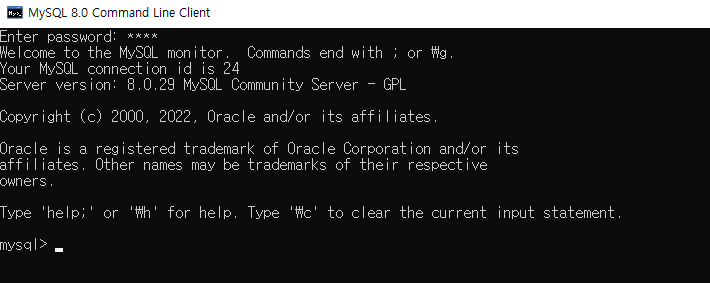 MySQL 8.0 Command Line Client
Enter password: ****
Welcome to the MySQL monitor.  Commands end with ; or ₩g.
Your MySQL connection id is 24
Server version: 8.0.29 MySQL Community Server - GPL
Copyright (c) 2000, 2022, Oracle and/or its affiliates.
Oracle is a registered trademark of Oracle Corporation and/or its
affiliates. Other names may be trademarks of their respective
owners.
Type 'help;' or '₩h' for help. Type '₩c' to clear the current input statement.
mysql>